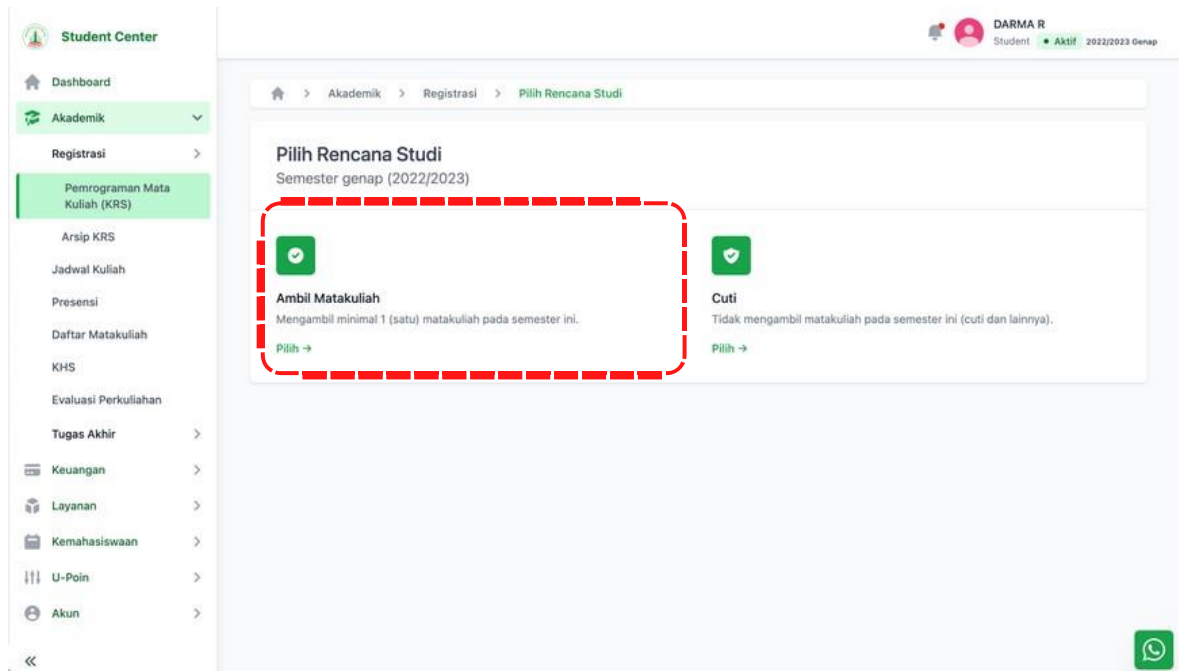 Student Center
DARMA R
Student • Aktif 2022/2023 Genap
Dashboard
Akademik
Registrasi
Pemrograman Mata
Kuliah (KRS)
Arsip KRS
Jadwal Kuliah
Presensi
Daftar Matakuliah
KHS
Evaluasi Perkuliahan
Tugas Akhir
Keuangan
Layanan
Kemahasiswaan
U-Poin
Akun
> Akademik > Registrasi > Pilih Rencana Studi
Pilih Rencana Studi
Semester genap (2022/2023)
Ambil Matakuliah
Mengambil minimal 1 (satu) matakuliah pada semester ini.
Pilih →
Cuti
Tidak mengambil matakuliah pada semester ini (cuti dan lainnya).
Pilih →